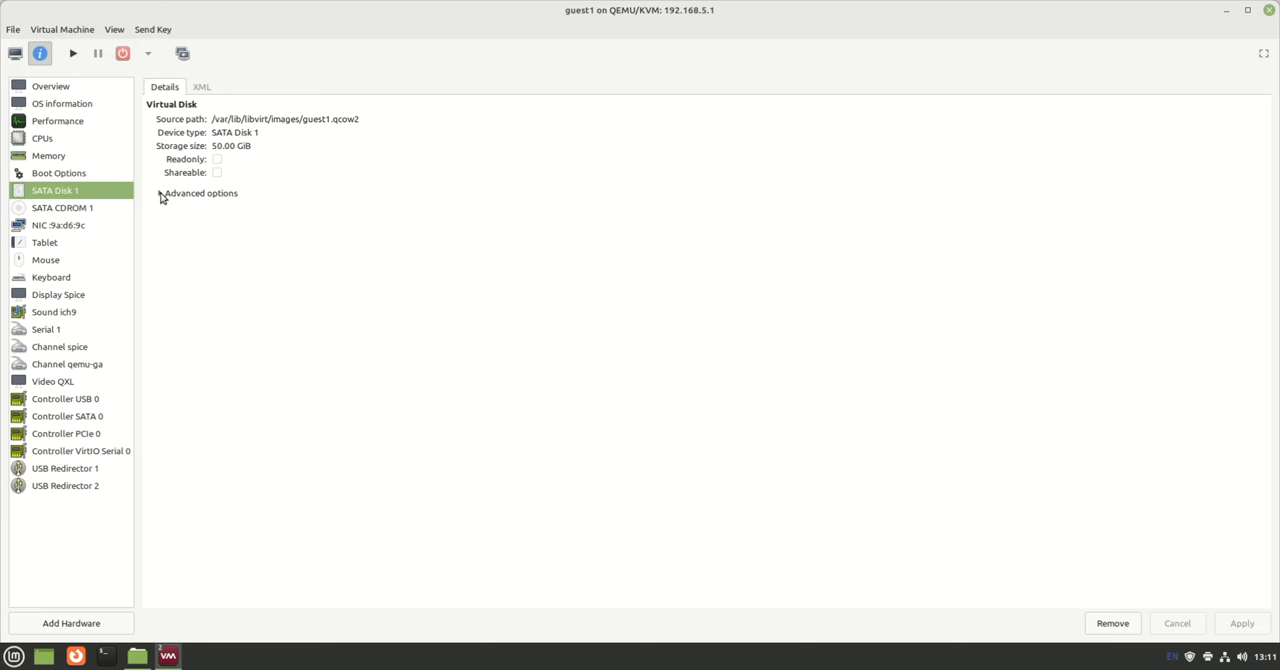 guest1 on QEMU/KVM: 192.168.5.1
File Virtual Machine View Send Key
Overview
OS information
Performance
CPUs
Memory
Boot Options
SATA Disk 1
SATA CDROM 1
NIC :9a:d6:9c
Tablet
Mouse
Keyboard
Display Spice
Sound ich9
Serial 1
Channel spice
Channel qemu-ga
Video QXL
Controller USB 0
Controller SATA 0
Controller PCIe 0
Controller VirtIO Serial 0
USB Redirector 1
USB Redirector 2
Add Hardware
Details XML
Virtual Disk
Source path: /var/lib/libvirt/images/guest1.qcow2
Device type: SATA Disk 1
Storage size: 50.00 GiB
Readonly:
Shareable:
Advanced options
Remove Cancel Apply
2
VM
EN 13:11